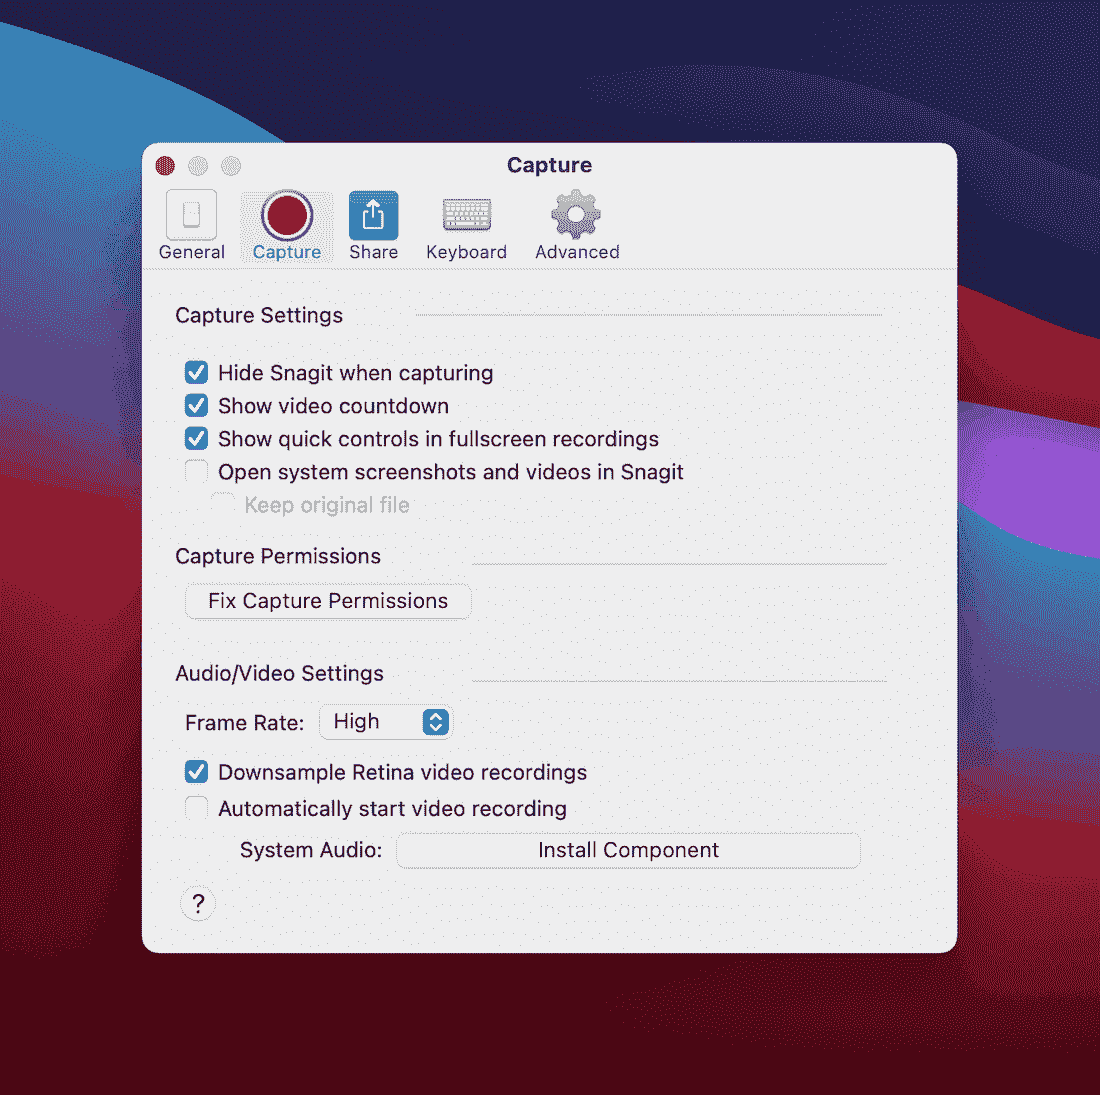 Capture
General Capture Share Keyboard Advanced
Capture Settings
Hide Snagit when capturing
Show video countdown
Show quick controls in fullscreen recordings
Open system screenshots and videos in Snagit
Keep original file
Capture Permissions
Fix Capture Permissions
Audio/Video Settings
Frame Rate: High
Downsample Retina video recordings
Automatically start video recording
System Audio: Install Component
?